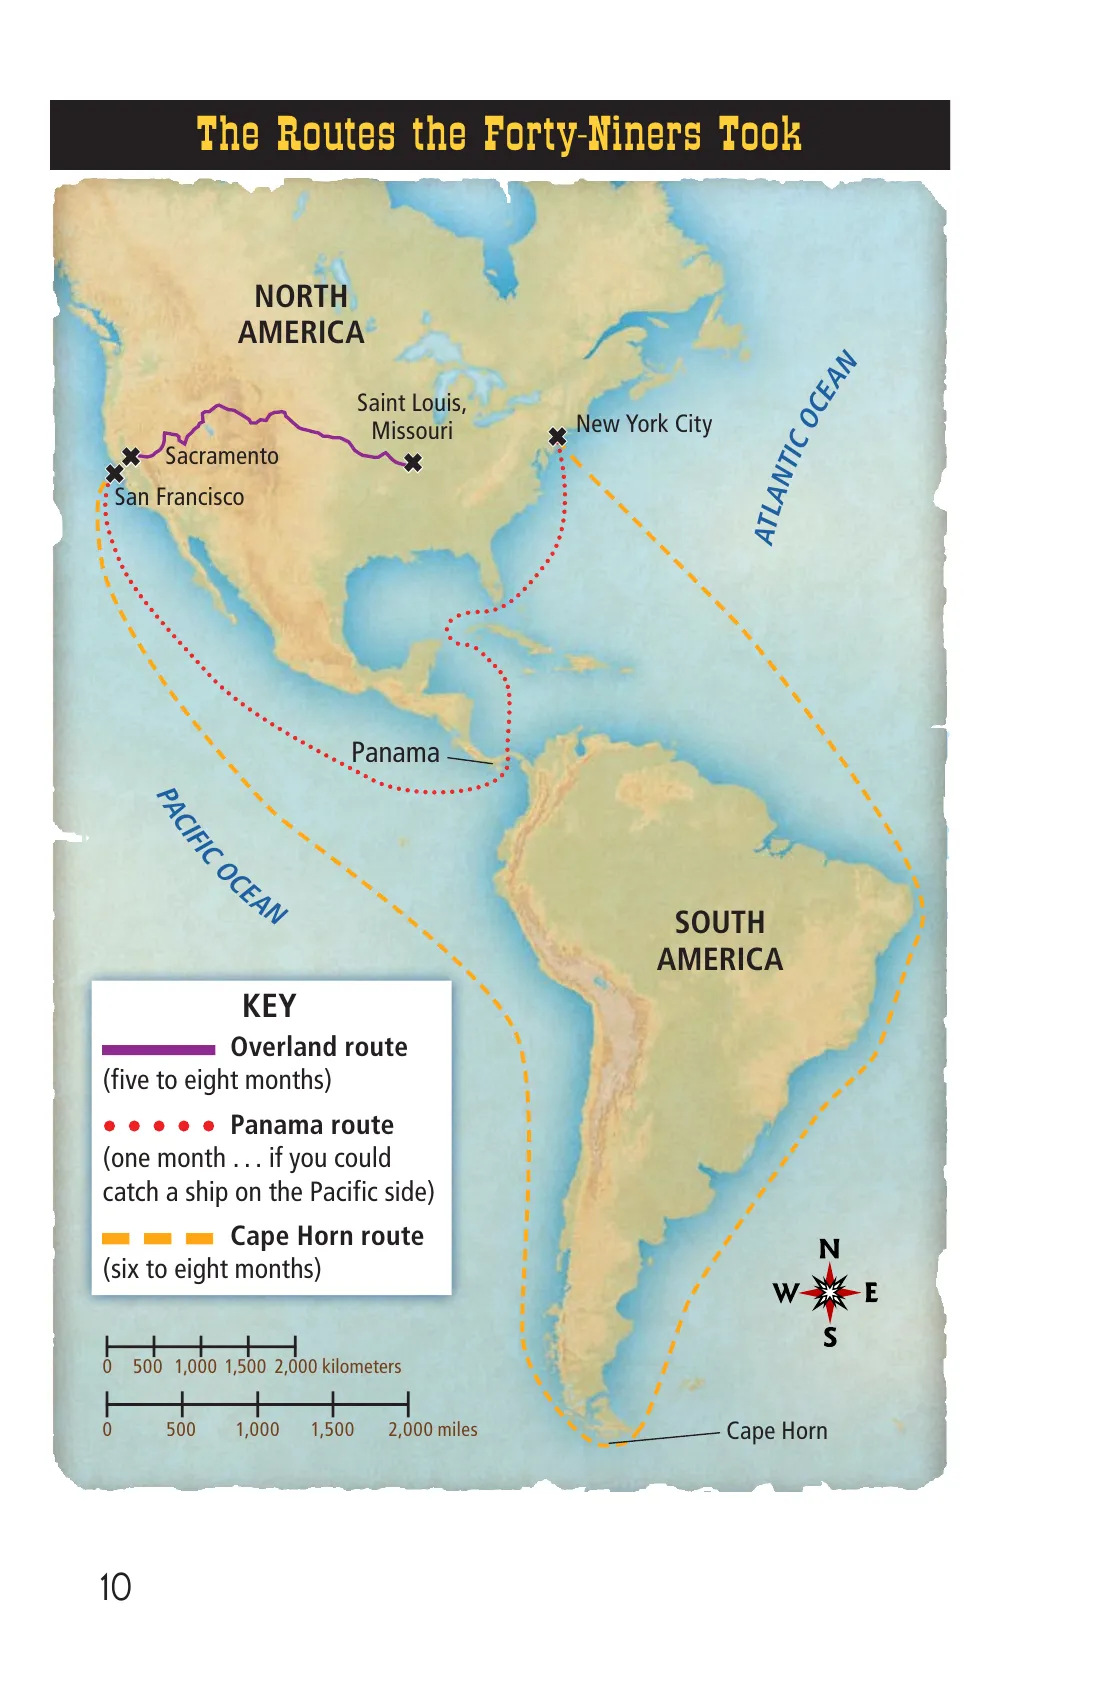 The Routes the Forty-Niners Took
NORTH
AMERICA
Saint Louis,
Missouri
New York City
ATLANTIC OCEAN
Sacramento
San Francisco
Panama
PACIFIC OCEAN
SOUTH
AMERICA
KEY
Overland route
(five to eight months)
Panama route
(one month . . . if you could
catch a ship on the Pacific side)
Cape Horn route
(six to eight months)
N
W E
S
0 500 1,000 1,500 2,000 kilometers
0 500 1,000 1,500 2,000 miles
Cape Horn
10